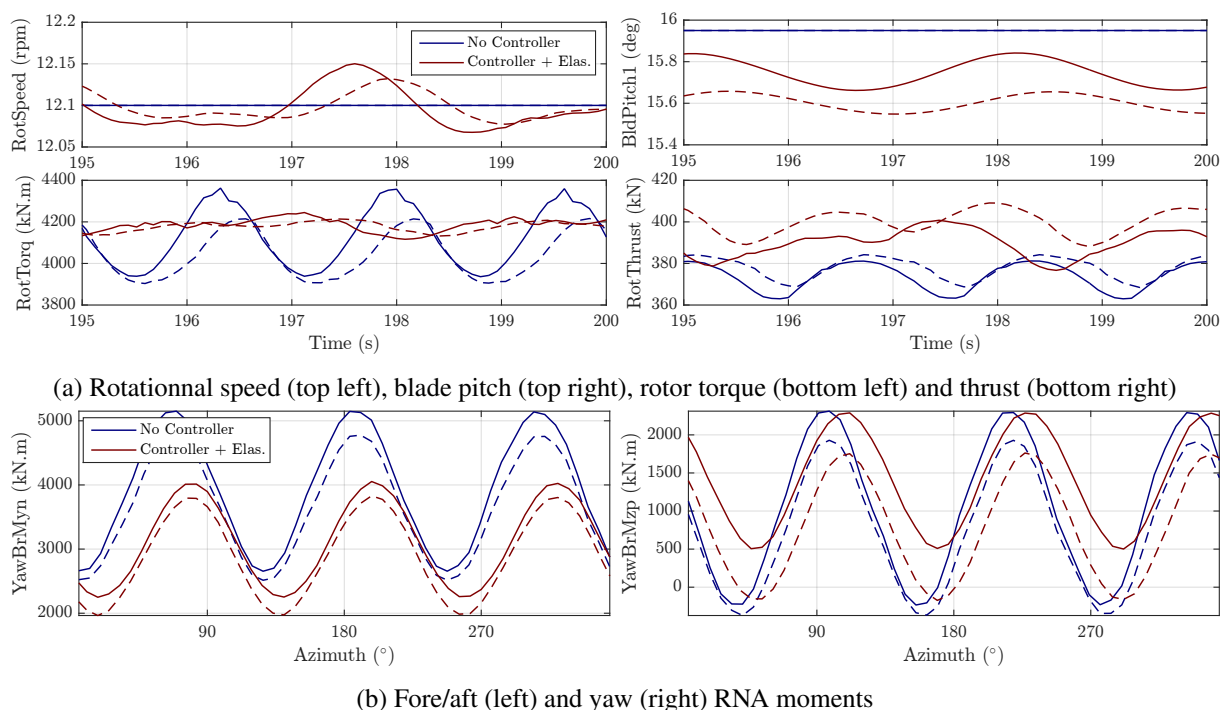 12.2
12.15
12.1
12.05
RotSpeed (rpm)
No Controller
Controller + Elas.
195 196 197 198 199 200
16
15.8
15.6
15.4
BldPitch1 (deg)
195 196 197 198 199 200
4400
4200
4000
3800
RotTorq (kN.m)
195 196 197 198 199 200
Time (s)
420
400
380
360
RotThrust (kN)
195 196 197 198 199 200
Time (s)
(a) Rotationnal speed (top left), blade pitch (top right), rotor torque (bottom left) and thrust (bottom right)
5000
4000
3000
2000
YawBrMyn (kN.m)
No Controller
Controller + Elas.
90 180 270
Azimuth (°)
2000
1500
1000
500
0
YawBrMzp (kN.m)
90 180 270
Azimuth (°)
(b) Fore/aft (left) and yaw (right) RNA moments